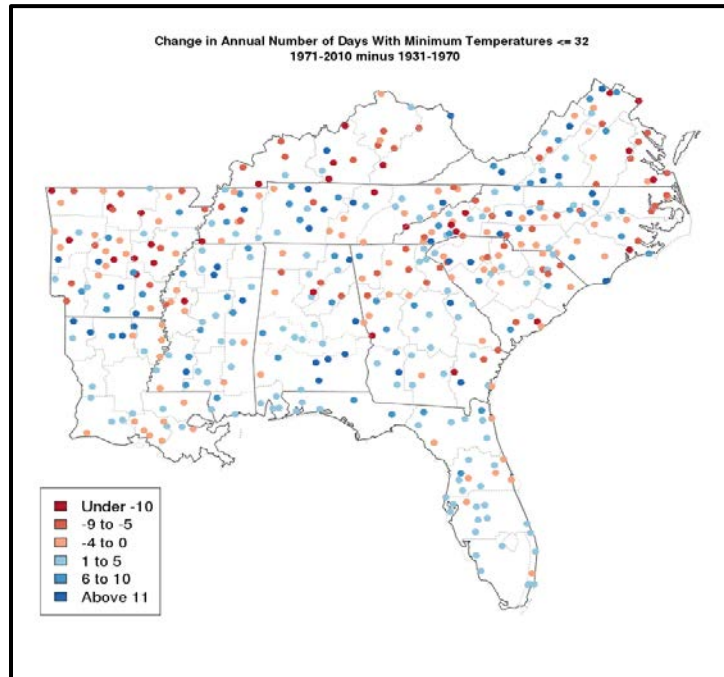 Change in Annual Number of Days With Minimum Temperatures <= 32
1971-2010 minus 1931-1970
Under -10
-9 to -5
-4 to 0
1 to 5
6 to 10
Above 11